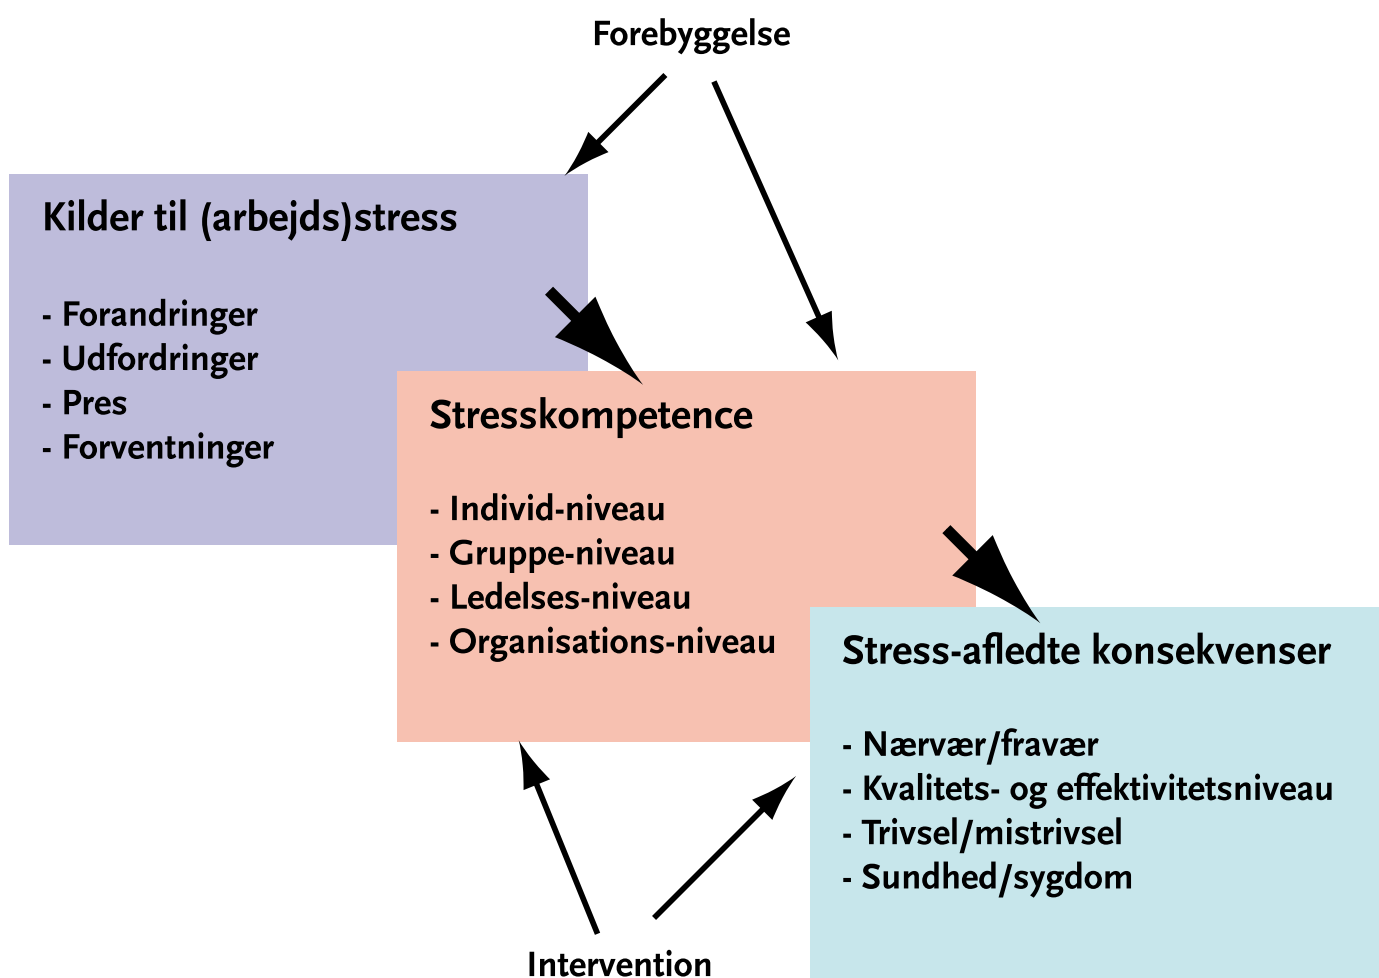 Forebyggelse
Kilder til (arbejds)stress
- Forandringer
- Udfordringer
- Pres
- Forventninger
Stresskompetence
- Individ-niveau
- Gruppe-niveau
- Ledelses-niveau
- Organisations-niveau
Stress-afledte konsekvenser
- Nærvær/fravær
- Kvalitets- og effektivitetsniveau
- Trivsel/mistrivsel
- Sundhed/sygdom
Intervention